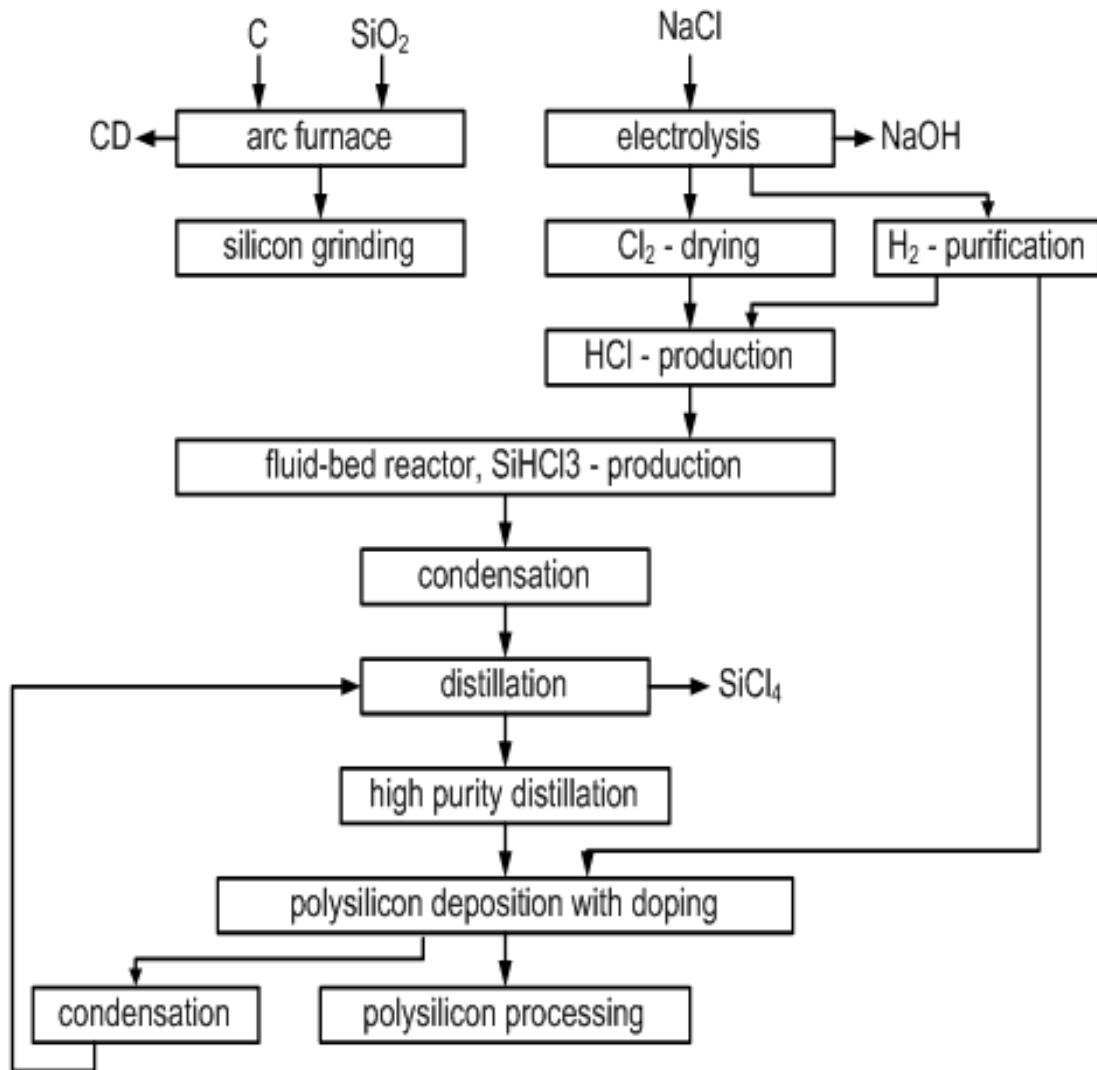 C
SiO₂
NaCl
CD
arc furnace
electrolysis
NaOH
silicon grinding
Cl₂ - drying
H₂ - purification
HCl - production
fluid-bed reactor, SiHCl3 - production
condensation
distillation
SiCl₄
high purity distillation
polysilicon deposition with doping
condensation
polysilicon processing